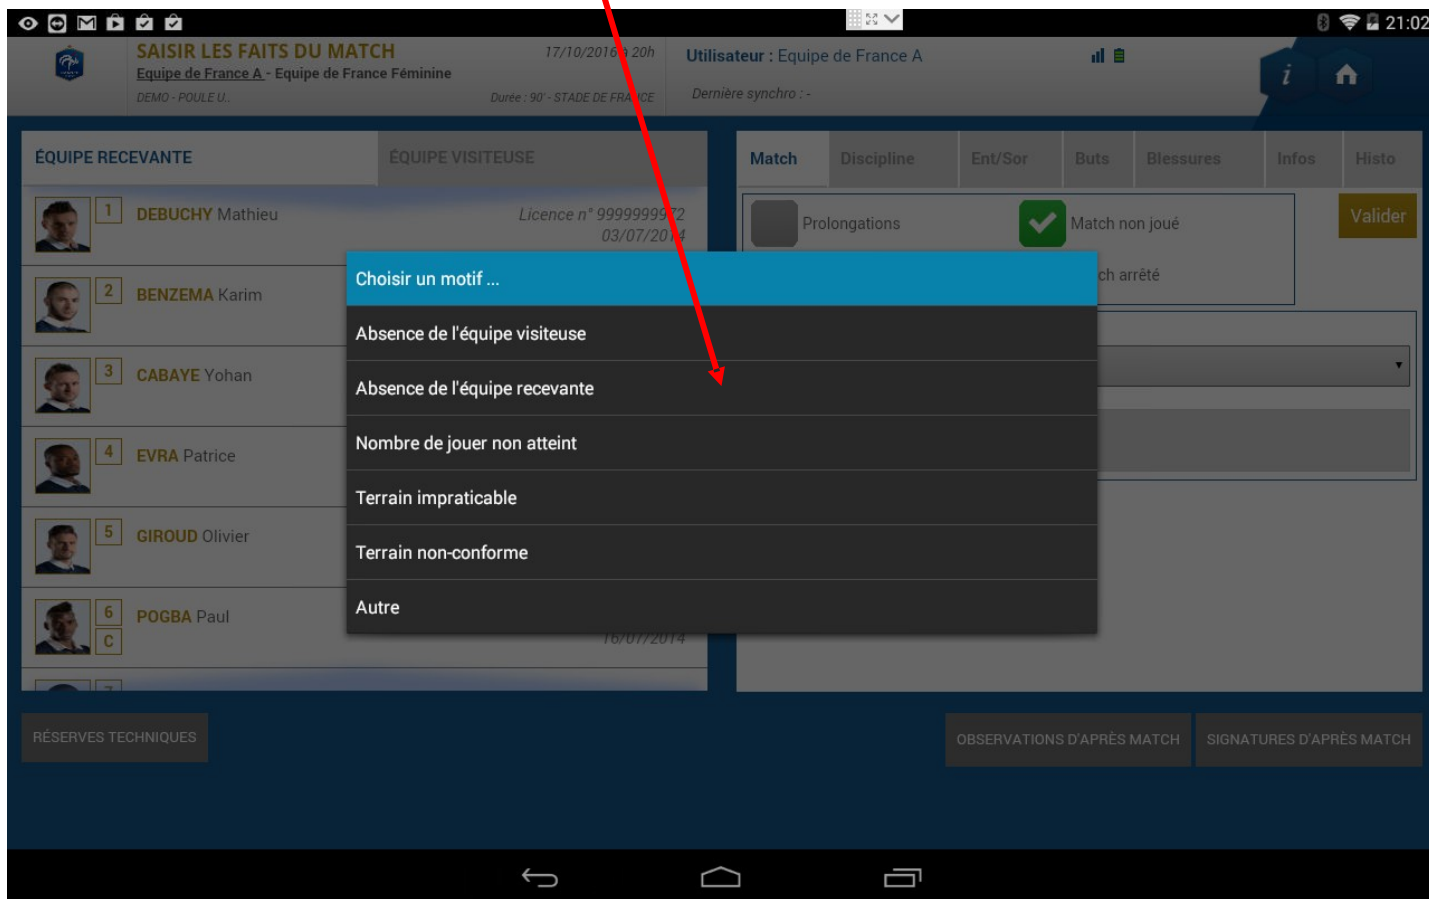 21:02
SAISIR LES FAITS DU MATCH
17/10/2016 à 20h
Equipe de France A - Equipe de France Féminine
DEMO - POULE U..
Durée : 90' - STADE DE FRANCE
Utilisateur : Equipe de France A
Dernière synchro : -
i
ÉQUIPE RECEVANTE
ÉQUIPE VISITEUSE
1 DEBUCHY Mathieu
Licence n° 9999999972
03/07/2014
2 BENZEMA Karim
3 CABAYE Yohan
4 EVRA Patrice
5 GIROUD Olivier
6 POGBA Paul
C
16/07/2014
7
Match Discipline Ent/Sor Buts Blessures Infos Histo
Prolongations
Match non joué
Valider
ch arrêté
Choisir un motif ...
Absence de l'équipe visiteuse
Absence de l'équipe recevante
Nombre de jouer non atteint
Terrain impraticable
Terrain non-conforme
Autre
RÉSERVES TECHNIQUES
OBSERVATIONS D'APRÈS MATCH
SIGNATURES D'APRÈS MATCH